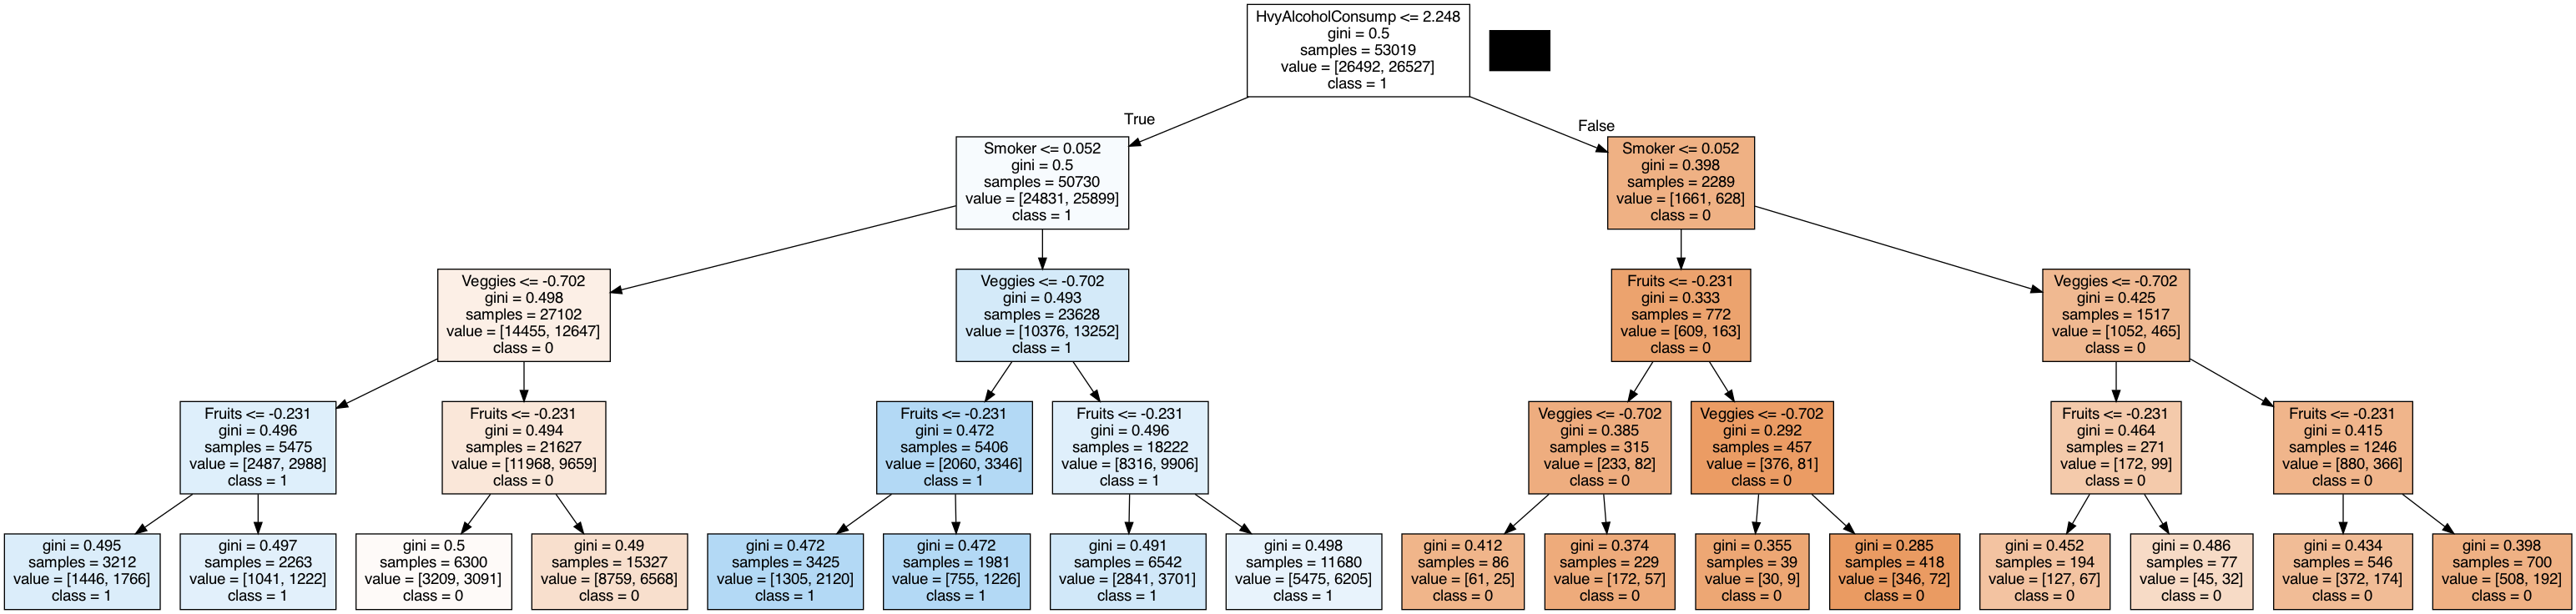 HvyAlcoholConsump <= 2.248
gini = 0.5
samples = 53019
value = [26492, 26527]
class = 1
True
False
Smoker <= 0.052
gini = 0.5
samples = 50730
value = [24831, 25899]
class = 1
Smoker <= 0.052
gini = 0.398
samples = 2289
value = [1661, 628]
class = 0
Veggies <= -0.702
gini = 0.498
samples = 27102
value = [14455, 12647]
class = 0
Veggies <= -0.702
gini = 0.493
samples = 23628
value = [10376, 13252]
class = 1
Fruits <= -0.231
gini = 0.333
samples = 772
value = [609, 163]
class = 0
Veggies <= -0.702
gini = 0.425
samples = 1517
value = [1052, 465]
class = 0
Fruits <= -0.231
gini = 0.496
samples = 5475
value = [2487, 2988]
class = 1
Fruits <= -0.231
gini = 0.494
samples = 21627
value = [11968, 9659]
class = 0
Fruits <= -0.231
gini = 0.472
samples = 5406
value = [2060, 3346]
class = 1
Fruits <= -0.231
gini = 0.496
samples = 18222
value = [8316, 9906]
class = 1
Veggies <= -0.702
gini = 0.385
samples = 315
value = [233, 82]
class = 0
Veggies <= -0.702
gini = 0.292
samples = 457
value = [376, 81]
class = 0
Fruits <= -0.231
gini = 0.464
samples = 271
value = [172, 99]
class = 0
Fruits <= -0.231
gini = 0.415
samples = 1246
value = [880, 366]
class = 0
gini = 0.495
samples = 3212
value = [1446, 1766]
class = 1
gini = 0.497
samples = 2263
value = [1041, 1222]
class = 1
gini = 0.5
samples = 6300
value = [3209, 3091]
class = 0
gini = 0.49
samples = 15327
value = [8759, 6568]
class = 0
gini = 0.472
samples = 3425
value = [1305, 2120]
class = 1
gini = 0.472
samples = 1981
value = [755, 1226]
class = 1
gini = 0.491
samples = 6542
value = [2841, 3701]
class = 1
gini = 0.498
samples = 11680
value = [5475, 6205]
class = 1
gini = 0.412
samples = 86
value = [61, 25]
class = 0
gini = 0.374
samples = 229
value = [172, 57]
class = 0
gini = 0.355
samples = 39
value = [30, 9]
class = 0
gini = 0.285
samples = 418
value = [346, 72]
class = 0
gini = 0.452
samples = 194
value = [127, 67]
class = 0
gini = 0.486
samples = 77
value = [45, 32]
class = 0
gini = 0.434
samples = 546
value = [372, 174]
class = 0
gini = 0.398
samples = 700
value = [508, 192]
class = 0